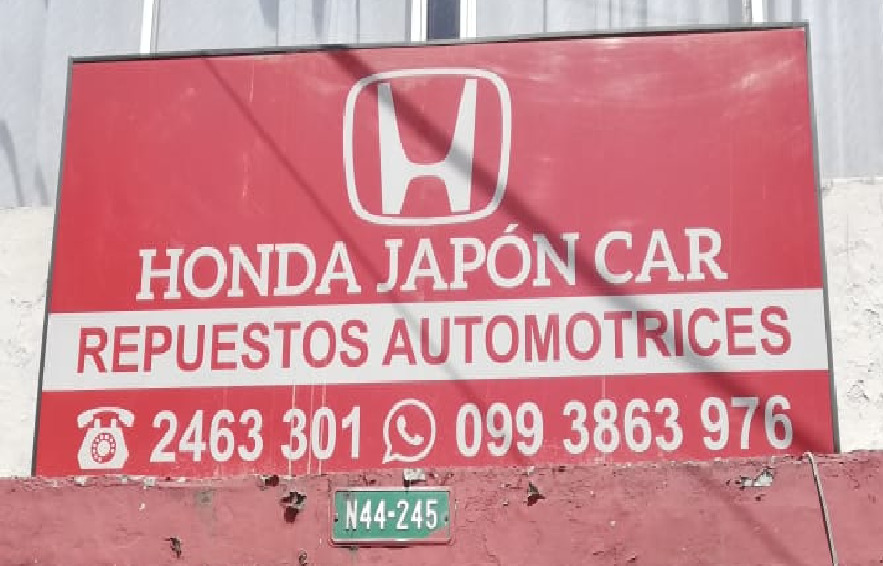 HONDA JAPÓN CAR
REPUESTOS AUTOMOTRICES
2463 301 099 3863 976
N44-245